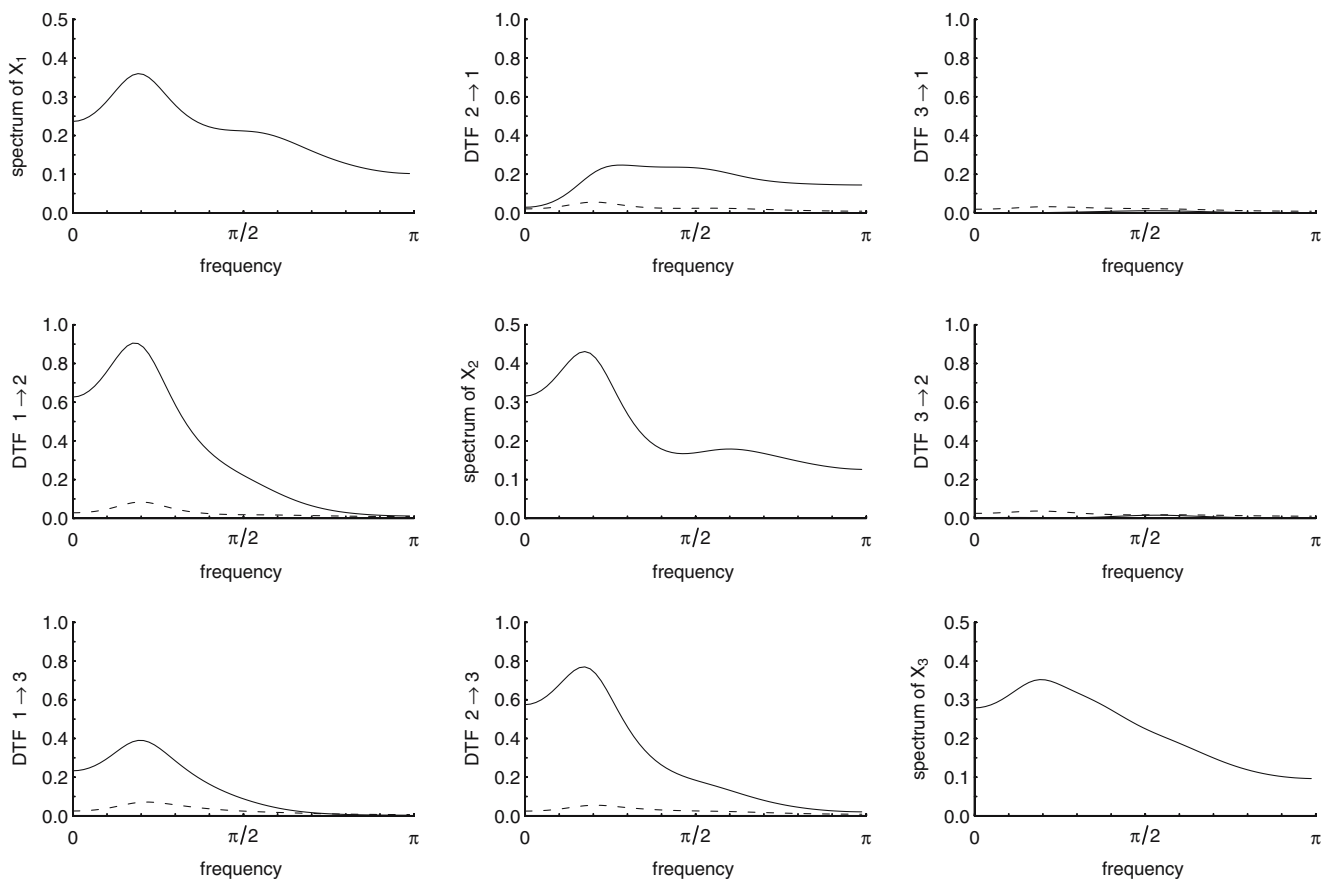 spectrum of X1
0.5
0.4
0.3
0.2
0.1
0.0
0
π/2
π
frequency
DTF 2 → 1
1.0
0.8
0.6
0.4
0.2
0.0
0
π/2
π
frequency
DTF 3 → 1
1.0
0.8
0.6
0.4
0.2
0.0
0
π/2
π
frequency
DTF 1 → 2
1.0
0.8
0.6
0.4
0.2
0.0
0
π/2
π
frequency
spectrum of X2
0.5
0.4
0.3
0.2
0.1
0.0
0
π/2
π
frequency
DTF 3 → 2
1.0
0.8
0.6
0.4
0.2
0.0
0
π/2
π
frequency
DTF 1 → 3
1.0
0.8
0.6
0.4
0.2
0.0
0
π/2
π
frequency
DTF 2 → 3
1.0
0.8
0.6
0.4
0.2
0.0
0
π/2
π
frequency
spectrum of X3
0.5
0.4
0.3
0.2
0.1
0.0
0
π/2
π
frequency